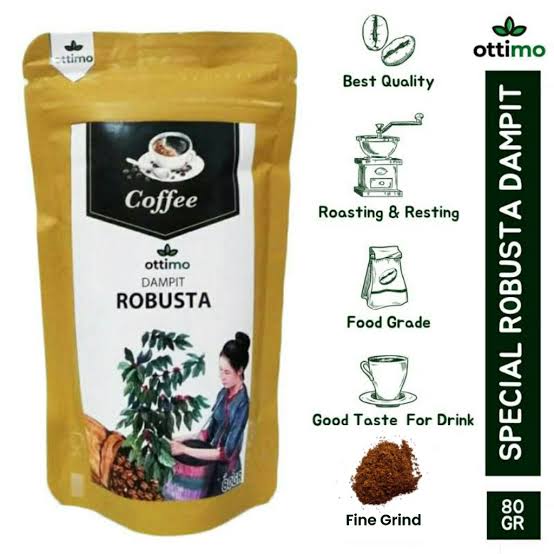 ottimo
Coffee
ottimo
DAMPIT
ROBUSTA
80GR
Best Quality
Roasting & Resting
Food Grade
Good Taste For Drink
Fine Grind
ottimo
SPECIAL ROBUSTA DAMPIT
80
GR